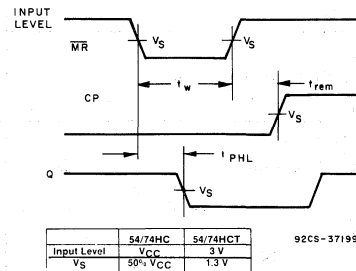 INPUT
LEVEL
MR
VS
tw
trem
CP
VS
tPHL
Q
VS
54/74HC 54/74HCT
Input Level VCC 3 V
VS 50% VCC 1.3 V
92CS-37199